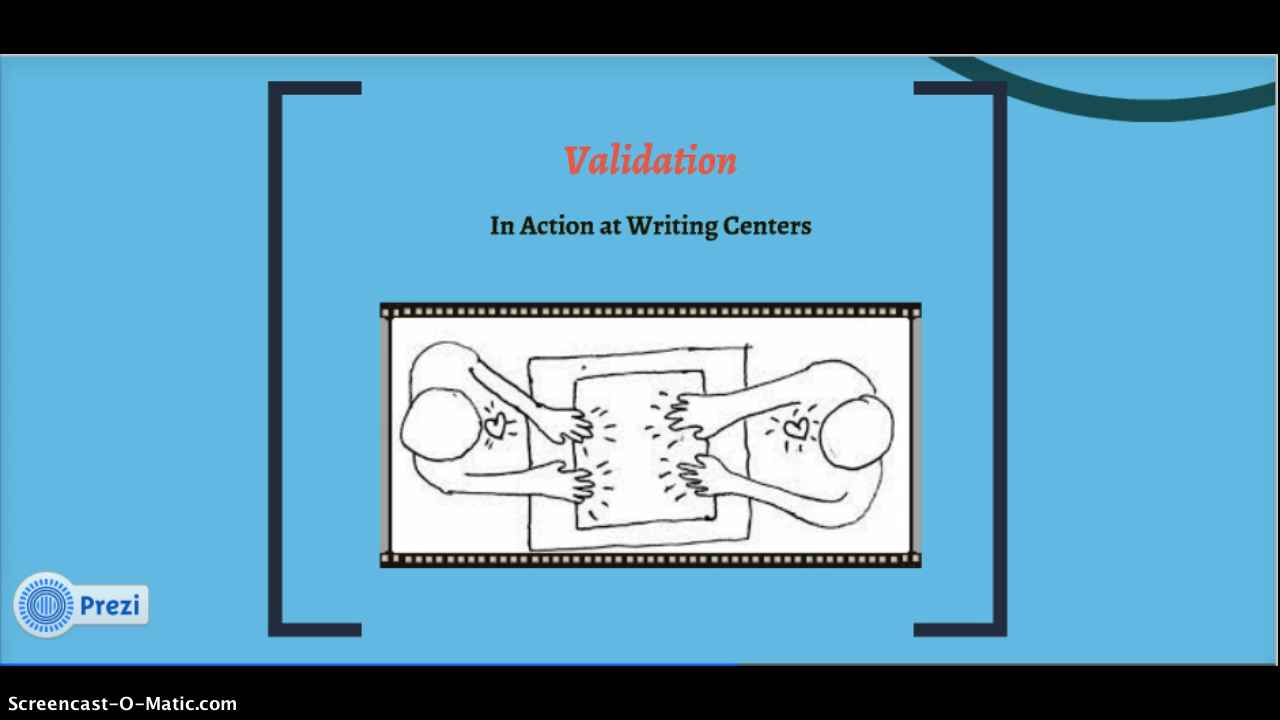 Validation
In Action at Writing Centers
Prezi
Screencast-O-Matic.com